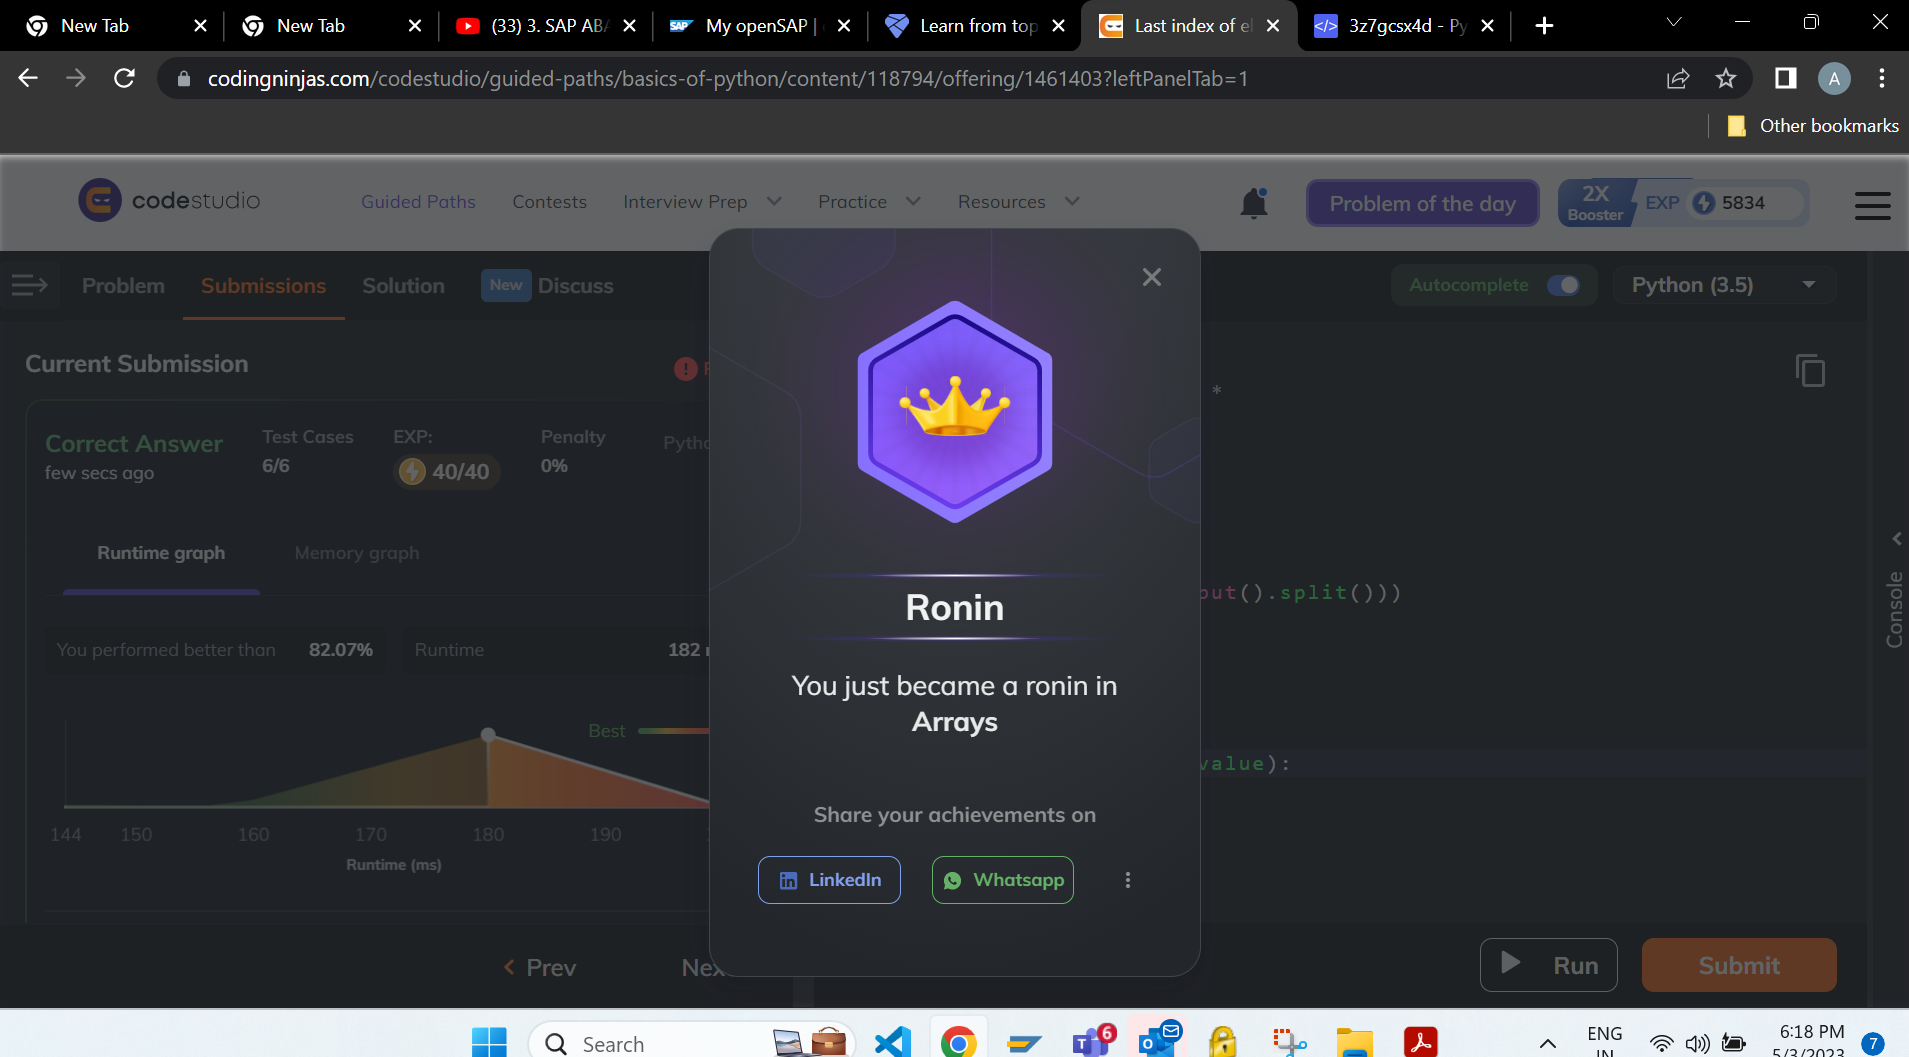 New Tab
New Tab
(33) 3. SAP ABA
My openSAP |
Learn from top
Last index of el
3z7gcsx4d - Py
codingninjas.com/codestudio/guided-paths/basics-of-python/content/118794/offering/1461403?leftPanelTab=1
A
Other bookmarks
codestudio
Guided Paths
Contests
Interview Prep
Practice
Resources
Problem of the day
2X
Booster
EXP
5834
Problem
Submissions
Solution
New
Discuss
Autocomplete
Python (3.5)
Current Submission
*
Correct Answer
few secs ago
Test Cases
6/6
EXP:
40/40
Penalty
0%
Pytho
Runtime graph
Memory graph
You performed better than
82.07%
Runtime
182
Best
144
150
160
170
180
190
Runtime (ms)
Ronin
You just became a ronin in
Arrays
Share your achievements on
LinkedIn
Whatsapp
put().split()))
value):
Console
Prev
Nex
Run
Submit
Search
T
6
O
ENG
IN
6:18 PM
5/3/2023
7